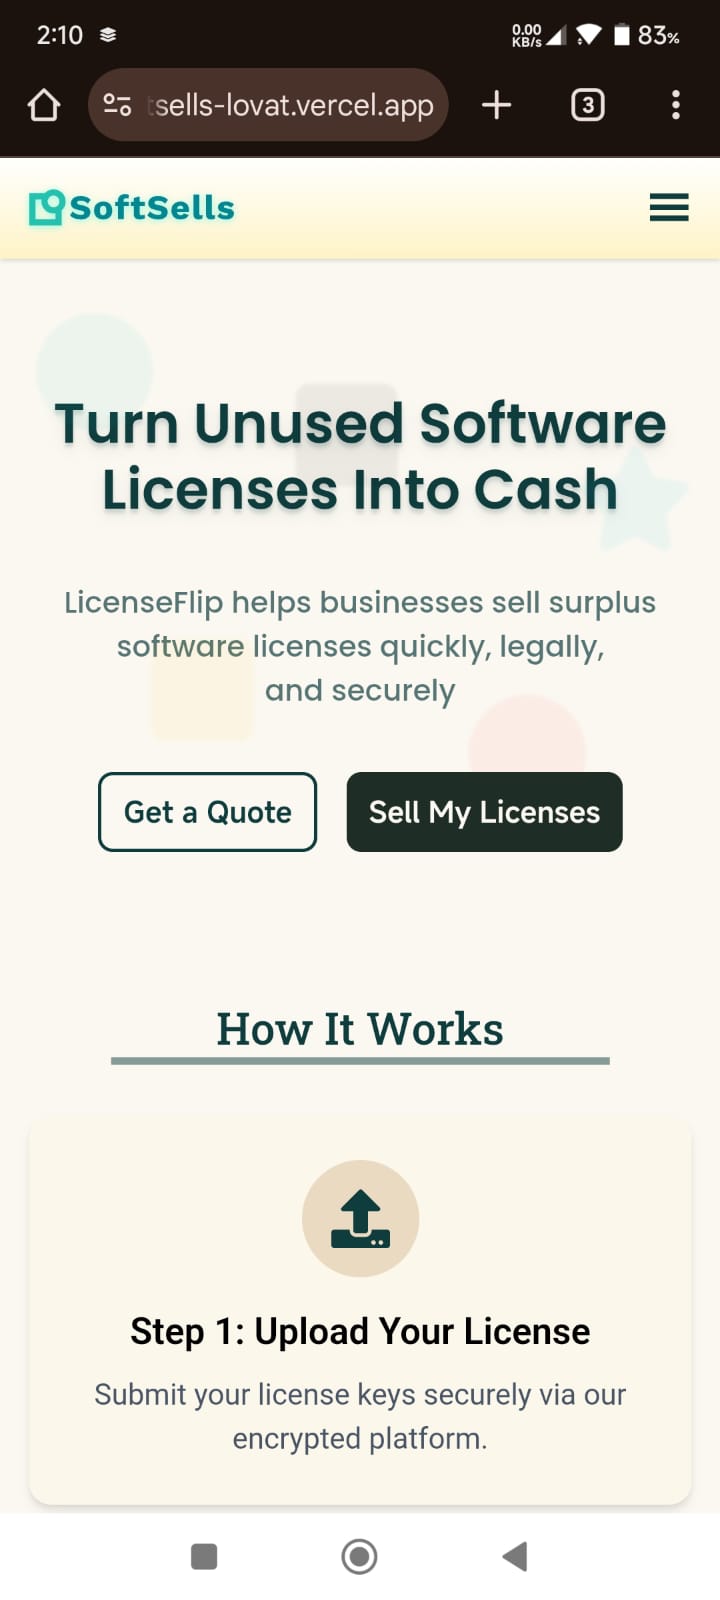 2:10
0.00
KB/s
83%
tsells-lovat.vercel.app
3
SoftSells
Turn Unused Software
Licenses Into Cash
LicenseFlip helps businesses sell surplus
software licenses quickly, legally,
and securely
Get a Quote
Sell My Licenses
How It Works
Step 1: Upload Your License
Submit your license keys securely via our
encrypted platform.